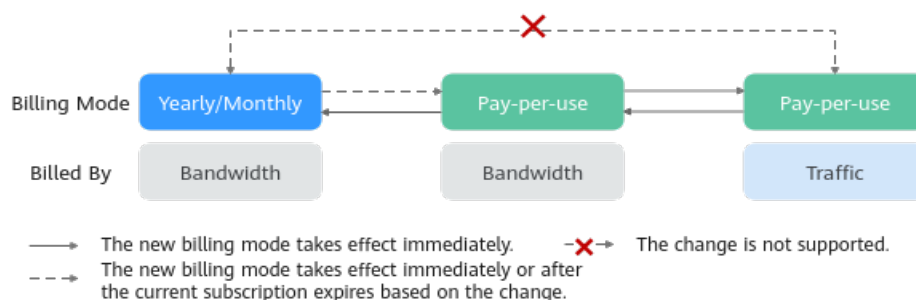 Billing Mode Yearly/Monthly Pay-per-use Pay-per-use
Billed By Bandwidth Bandwidth Traffic
The new billing mode takes effect immediately. The change is not supported.
The new billing mode takes effect immediately or after
the current subscription expires based on the change.